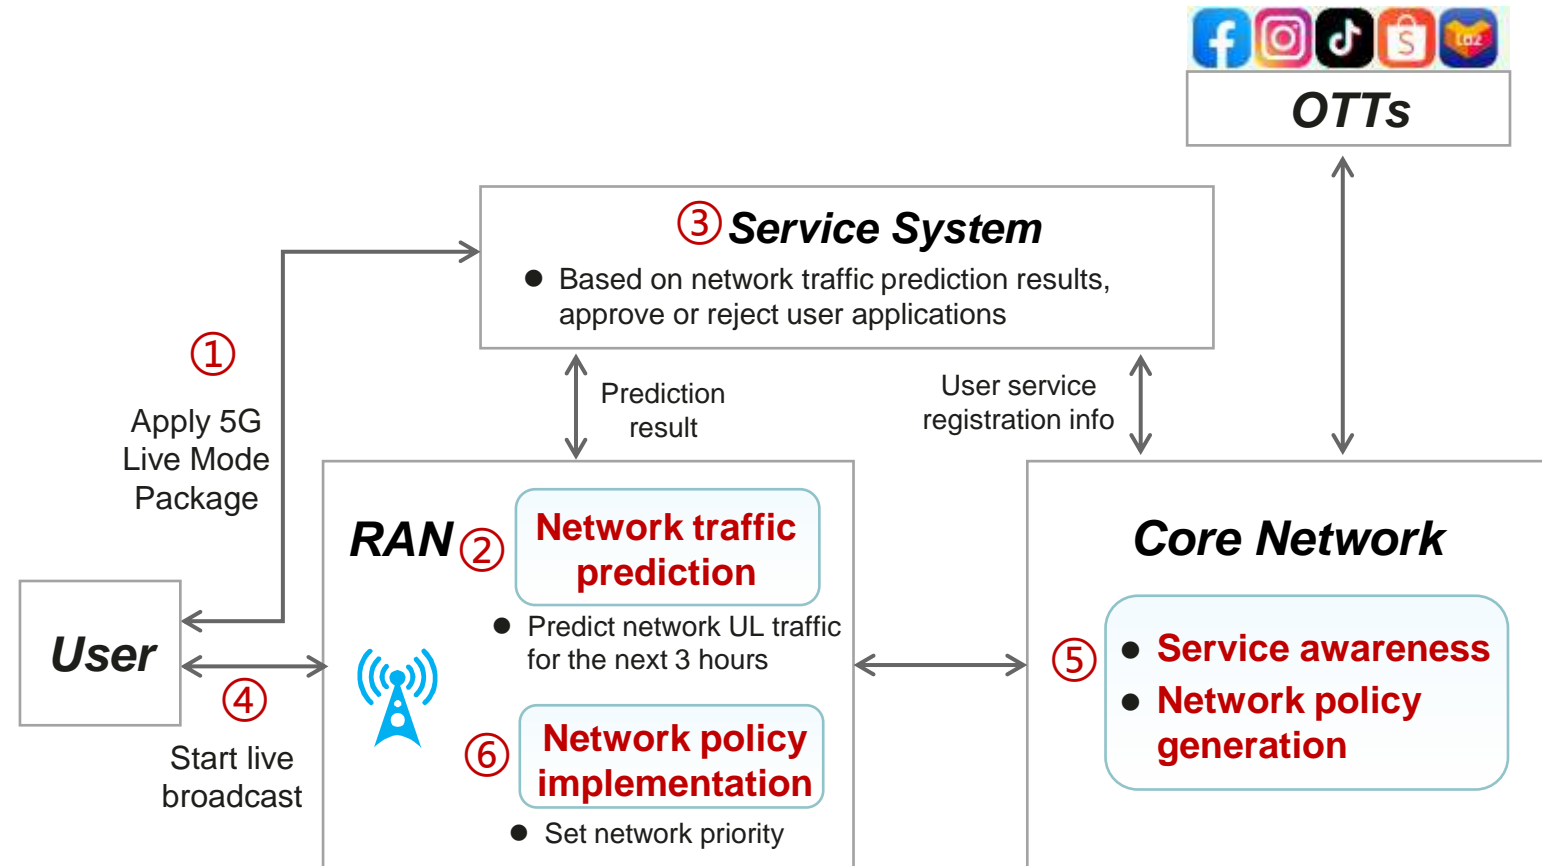 OTTs
③ Service System
● Based on network traffic prediction results,
approve or reject user applications
①
Apply 5G
Live Mode
Package
Prediction
result
User service
registration info
RAN
② Network traffic
prediction
● Predict network UL traffic
for the next 3 hours
⑥ Network policy
implementation
● Set network priority
User
④
Start live
broadcast
Core Network
⑤
● Service awareness
● Network policy
generation